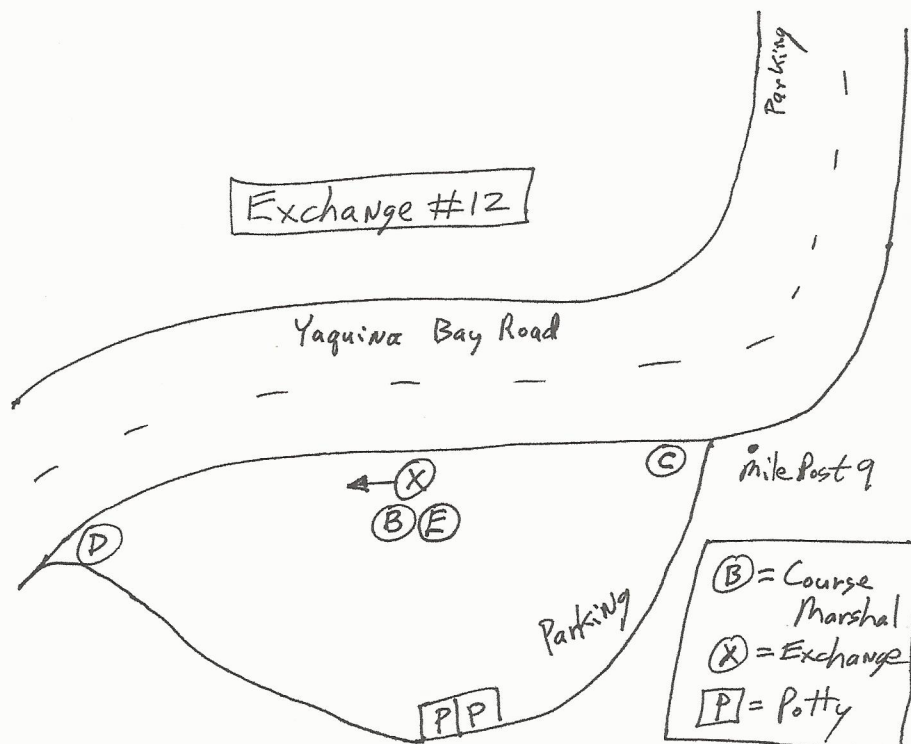 Parking
Exchange #12
Yaquina Bay Road
C
X
mile Post 9
B E
D
Parking
P P
B = Course
Marshal
X = Exchange
P = Potty